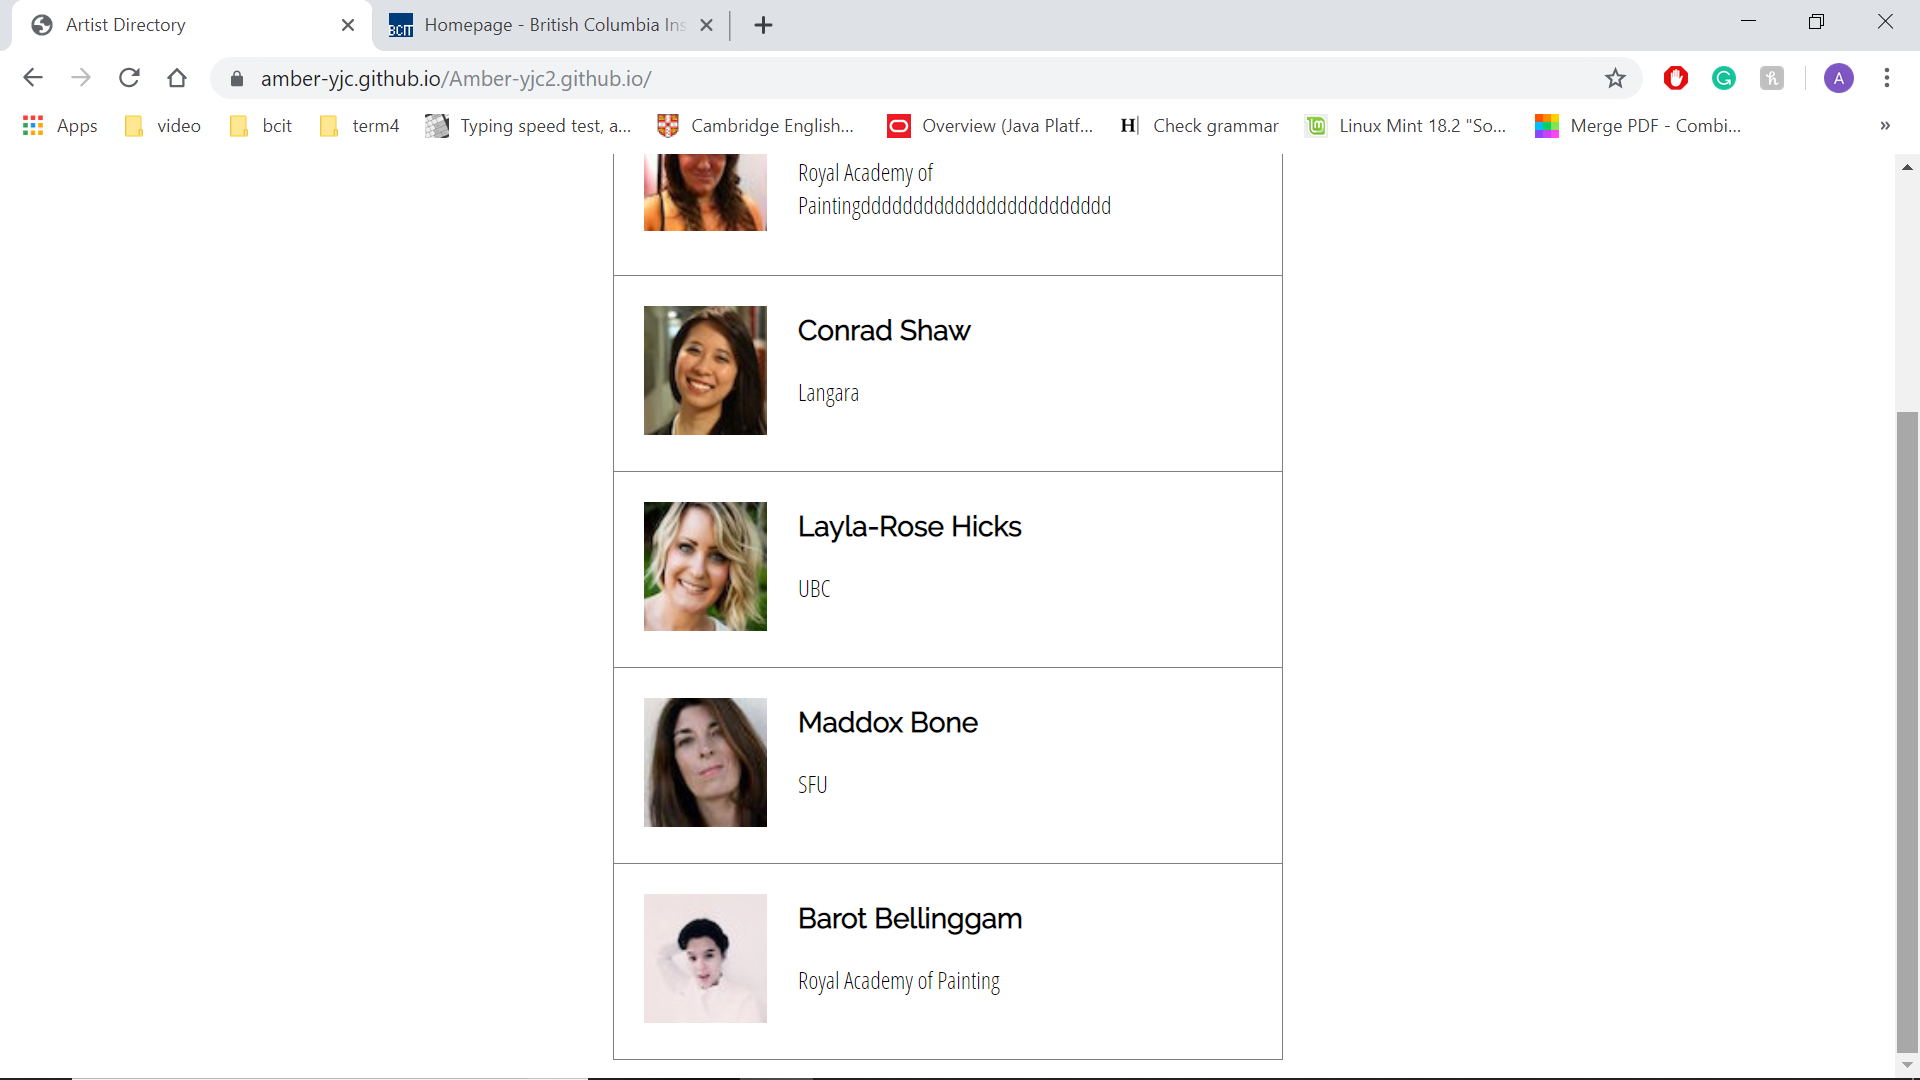 Artist Directory
BCIT
Homepage - British Columbia Ins
amber-yjc.github.io/Amber-yjc2.github.io/
A
Apps
video
bcit
term4
Typing speed test, a...
Cambridge English...
Overview (Java Platf...
H
Check grammar
Linux Mint 18.2 "So...
Merge PDF - Combi...
»
Royal Academy of
Paintingdddddddddddddddddddddddd
Conrad Shaw
Langara
Layla-Rose Hicks
UBC
Maddox Bone
SFU
Barot Bellinggam
Royal Academy of Painting